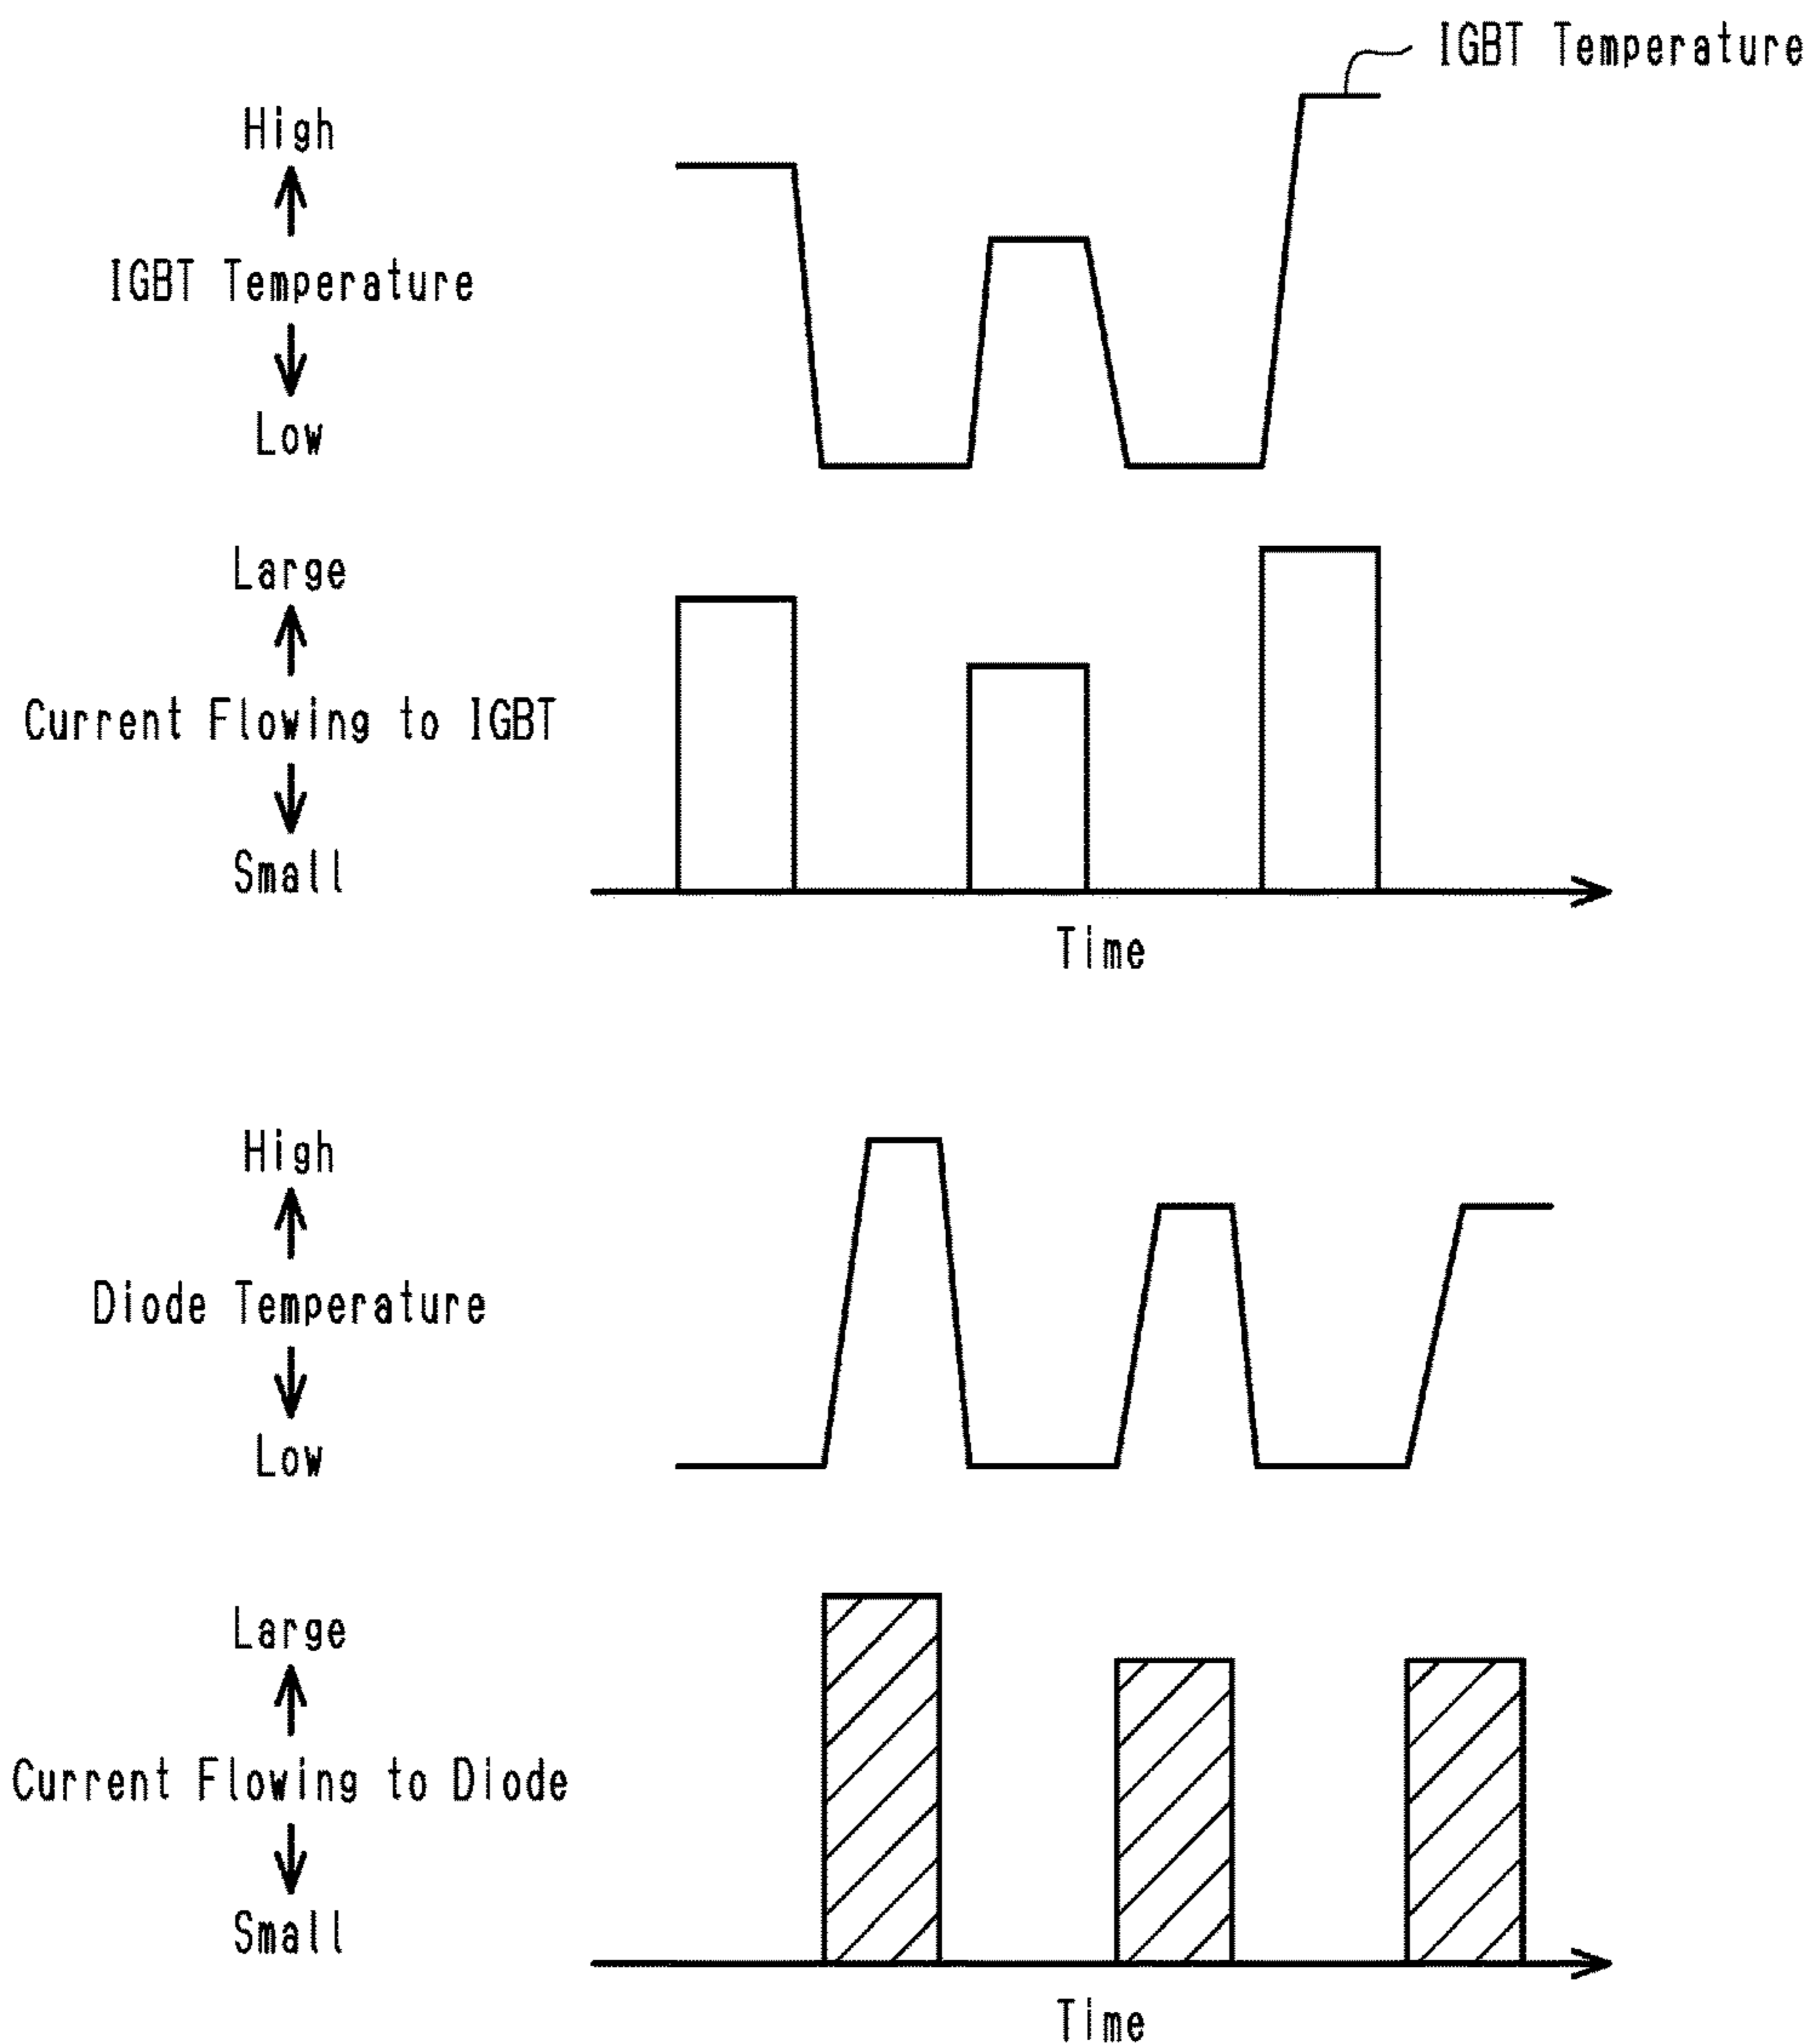 IGBT Temperature
High
IGBT Temperature
Low
Large
Current Flowing to IGBT
Small
Time
High
Diode Temperature
Low
Large
Current Flowing to Diode
Small
Time